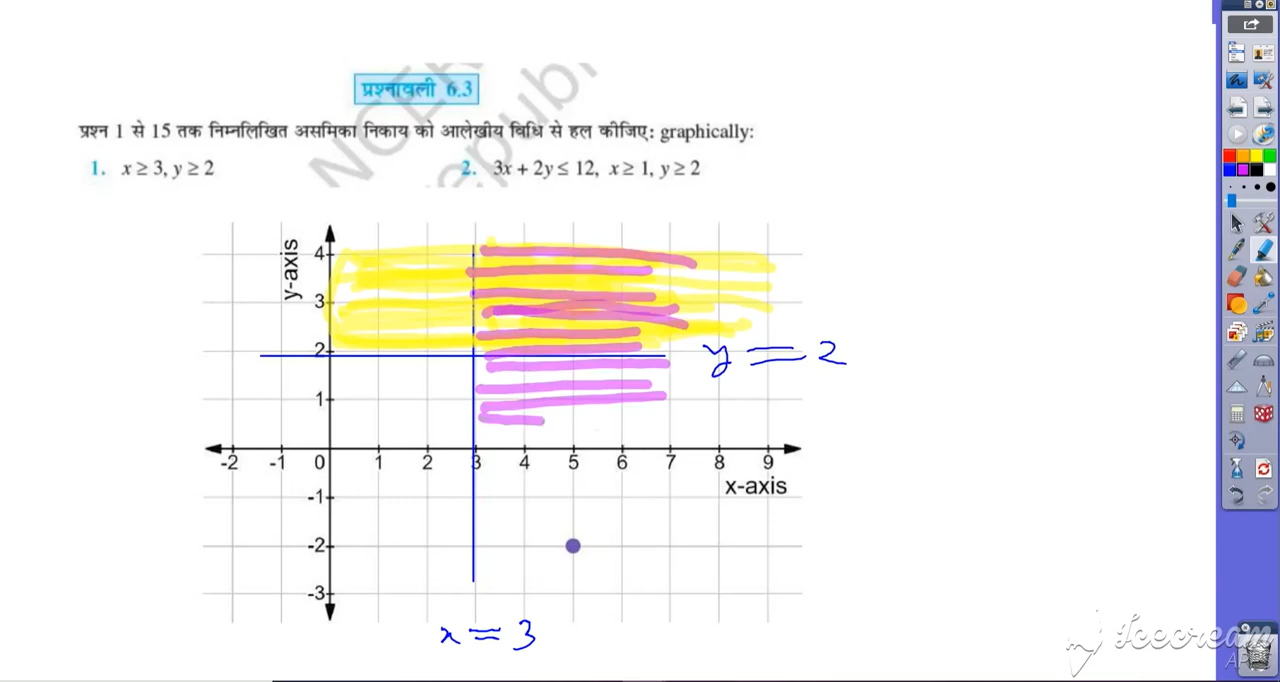 प्रश्नावली 6.3
प्रश्न 1 से 15 तक निम्नलिखित असमिका निकाय को आलेखीय विधि से हल कीजिए: graphically:
1. x ≥ 3, y ≥ 2
2. 3x + 2y ≤ 12, x ≥ 1, y ≥ 2
y-axis
4
3
2
y = 2
1
-2 -1 0 1 2 3 4 5 6 7 8 9
x-axis
-1
-2
-3
x = 3
Icecream